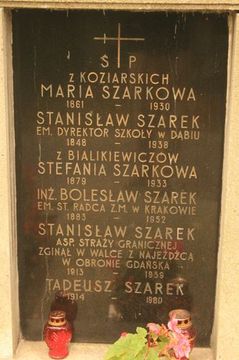 Ś P
Z KOZIARSKICH
MARIA SZARKOWA
1861 - 1930
STANISŁAW SZAREK
EM. DYREKTOR SZKOŁY W DĄBIU
1848 - 1938
Z BIALIKIEWICZÓW
STEFANIA SZARKOWA
1879 - 1933
INŻ. BOLESŁAW SZAREK
EM. ST. RADCA Z.M. W KRAKOWIE
1883 - 1952
STANISŁAW SZAREK
ASP. STRAŻY GRANICZNEJ
ZGINĄŁ W WALCE Z NAJEŹDZCĄ
W OBRONIE GDAŃSKA
1913 - 1939
TADEUSZ SZAREK
1914 - 1980